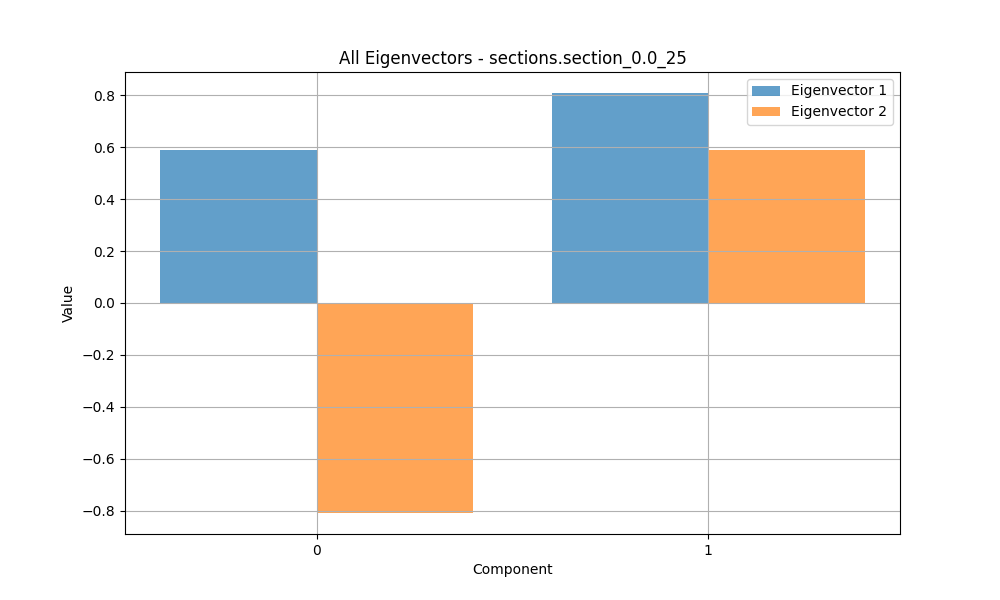 All Eigenvectors - sections.section_0.0_25
Eigenvector 1
Eigenvector 2
0.8
0.6
0.4
0.2
0.0
−0.2
−0.4
−0.6
−0.8
Value
0
1
Component